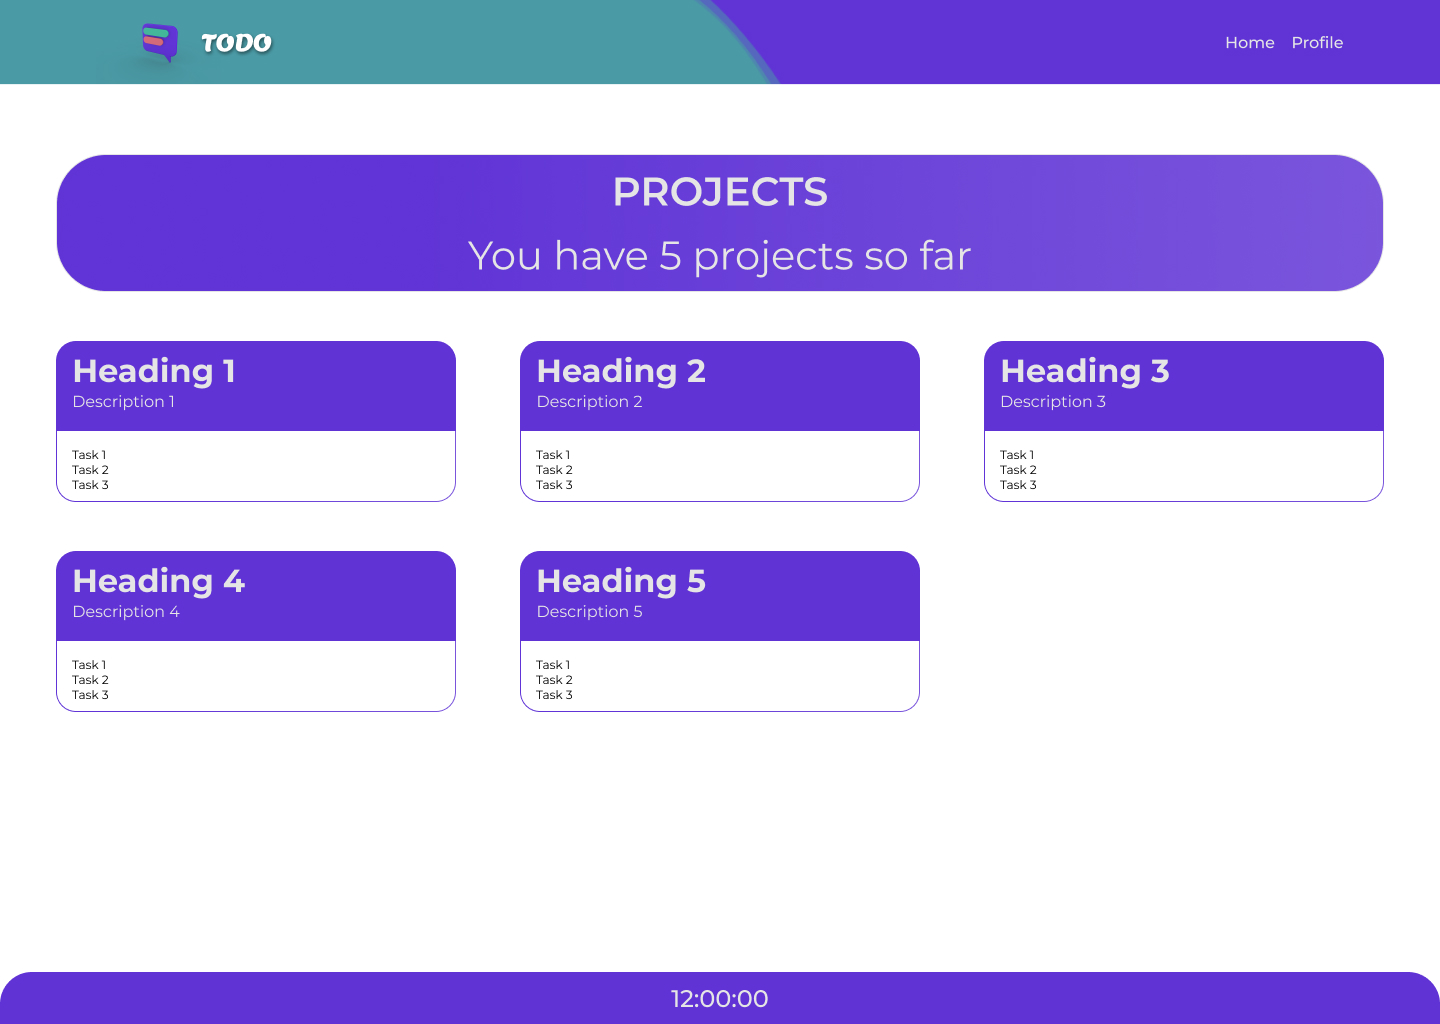 TODO
Home Profile
PROJECTS
You have 5 projects so far
Heading 1
Description 1
Task 1
Task 2
Task 3
Heading 2
Description 2
Task 1
Task 2
Task 3
Heading 3
Description 3
Task 1
Task 2
Task 3
Heading 4
Description 4
Task 1
Task 2
Task 3
Heading 5
Description 5
Task 1
Task 2
Task 3
12:00:00